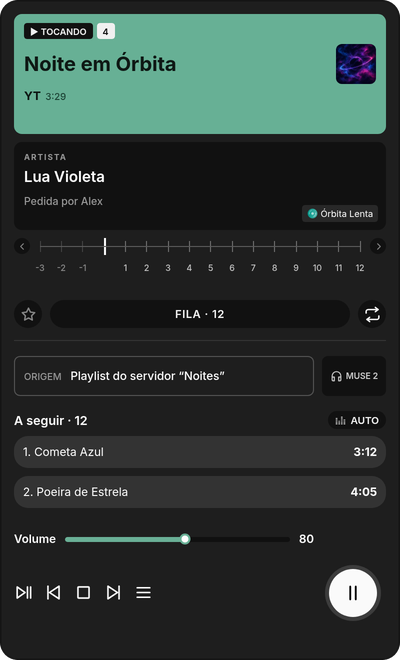 TOCANDO 4
Noite em Órbita
YT 3:29
ARTISTA
Lua Violeta
Pedida por Alex
Órbita Lenta
-3 -2 -1 1 2 3 4 5 6 7 8 9 10 11 12
FILA · 12
ORIGEM Playlist do servidor “Noites”
MUSE 2
A seguir · 12
AUTO
1. Cometa Azul 3:12
2. Poeira de Estrela 4:05
Volume 80